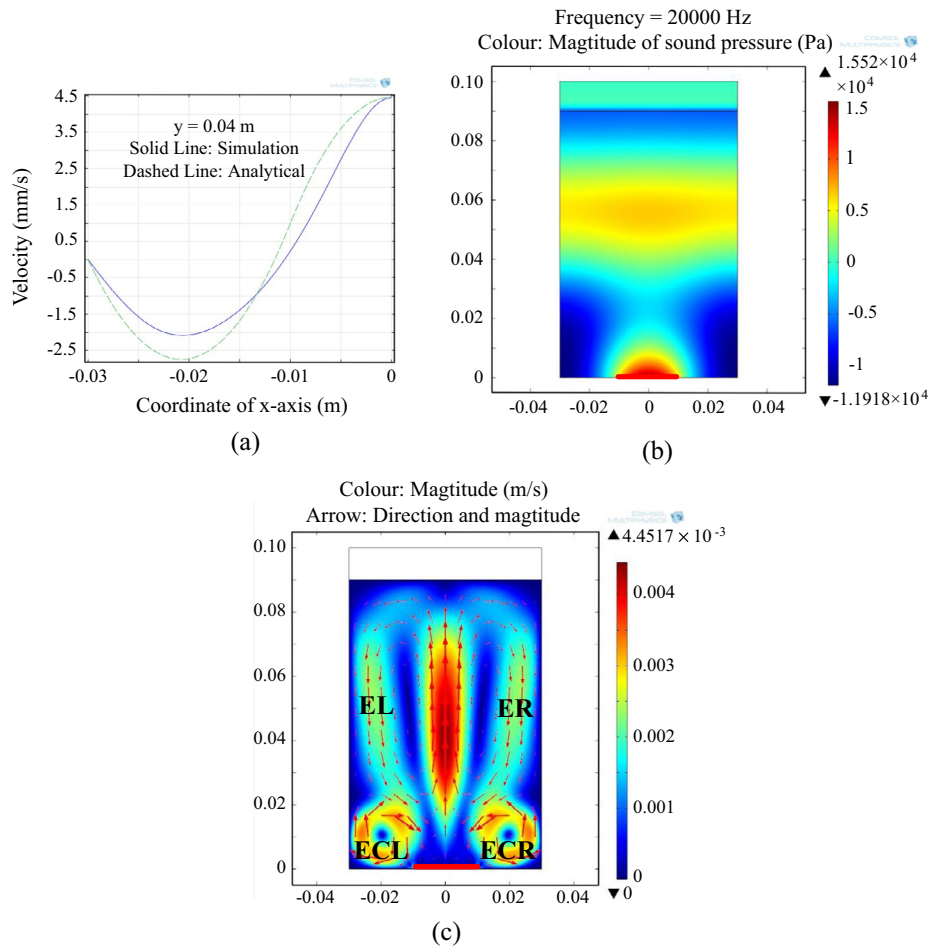 Frequency = 20000 Hz
Colour: Magtitude of sound pressure (Pa)
COMSOL
MULTIPHYSICS
1.552×10⁴
×10⁴
0.10
0.08
0.06
0.04
0.02
0
-0.04
-0.02
0
0.02
0.04
1.5
1
0.5
0
-0.5
-1
-1.1918×10⁴
(b)
COMSOL
MULTIPHYSICS
4.5
3.5
2.5
1.5
0.5
-0.5
-1.5
-2.5
Velocity (mm/s)
y = 0.04 m
Solid Line: Simulation
Dashed Line: Analytical
-0.03
-0.02
-0.01
0
Coordinate of x-axis (m)
(a)
Colour: Magtitude (m/s)
Arrow: Direction and magtitude
COMSOL
MULTIPHYSICS
4.4517 × 10⁻³
0.10
0.08
0.06
0.04
0.02
0
EL
ER
ECL
ECR
-0.04
-0.02
0
0.02
0.04
0.004
0.003
0.002
0.001
0
0
(c)